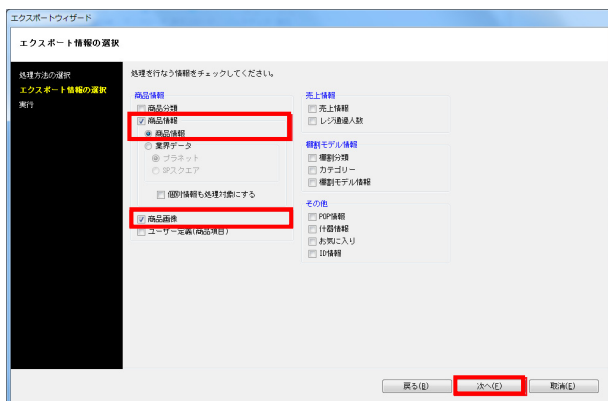 エクスポートウィザード
エクスポート情報の選択
処理方法の選択
エクスポート情報の選択
実行
処理を行なう情報をチェックしてください。
商品情報
商品分類
商品情報
商品情報
業界データ
プラネット
SPスクエア
個別情報も処理対象にする
商品画像
ユーザー定義(商品項目)
売上情報
売上情報
レジ通過人数
棚割モデル情報
棚割分類
カテゴリー
棚割モデル情報
その他
POP情報
什器情報
お気に入り
ID情報
戻る(B)
次へ(F)
取消(E)